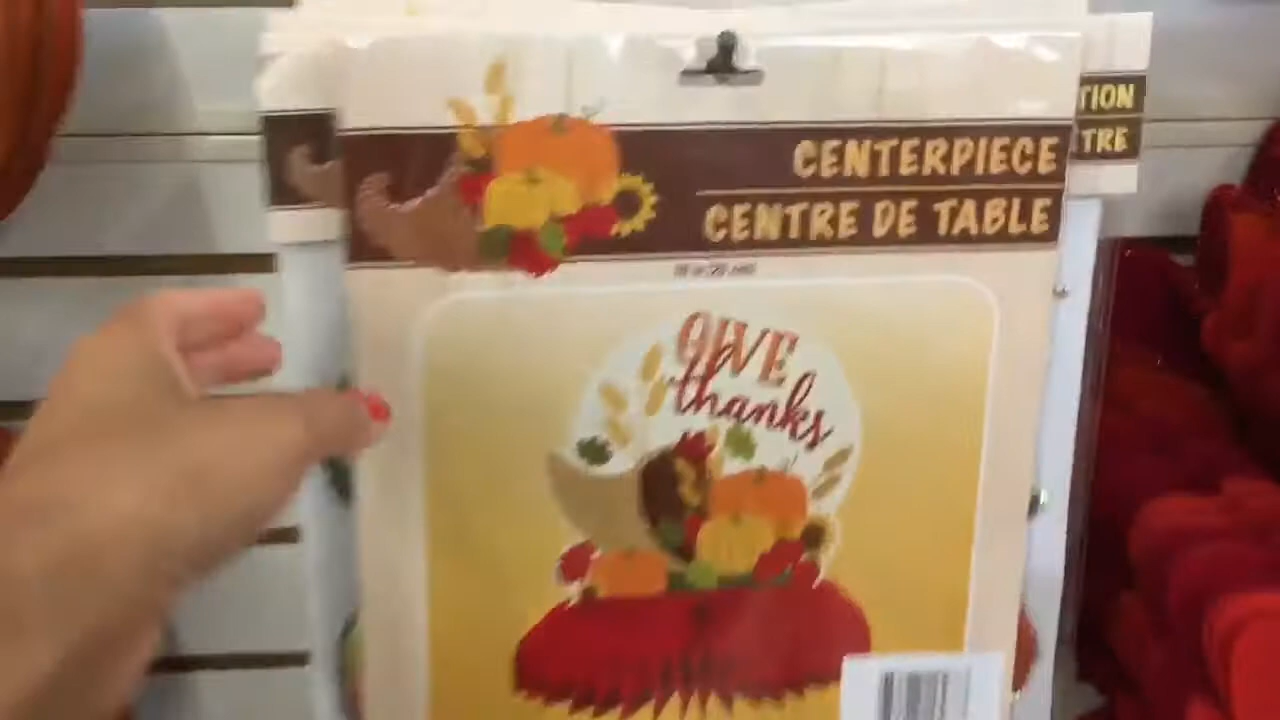 CENTERPIECE
CENTRE DE TABLE
TION
TRE
GIVE
thanks